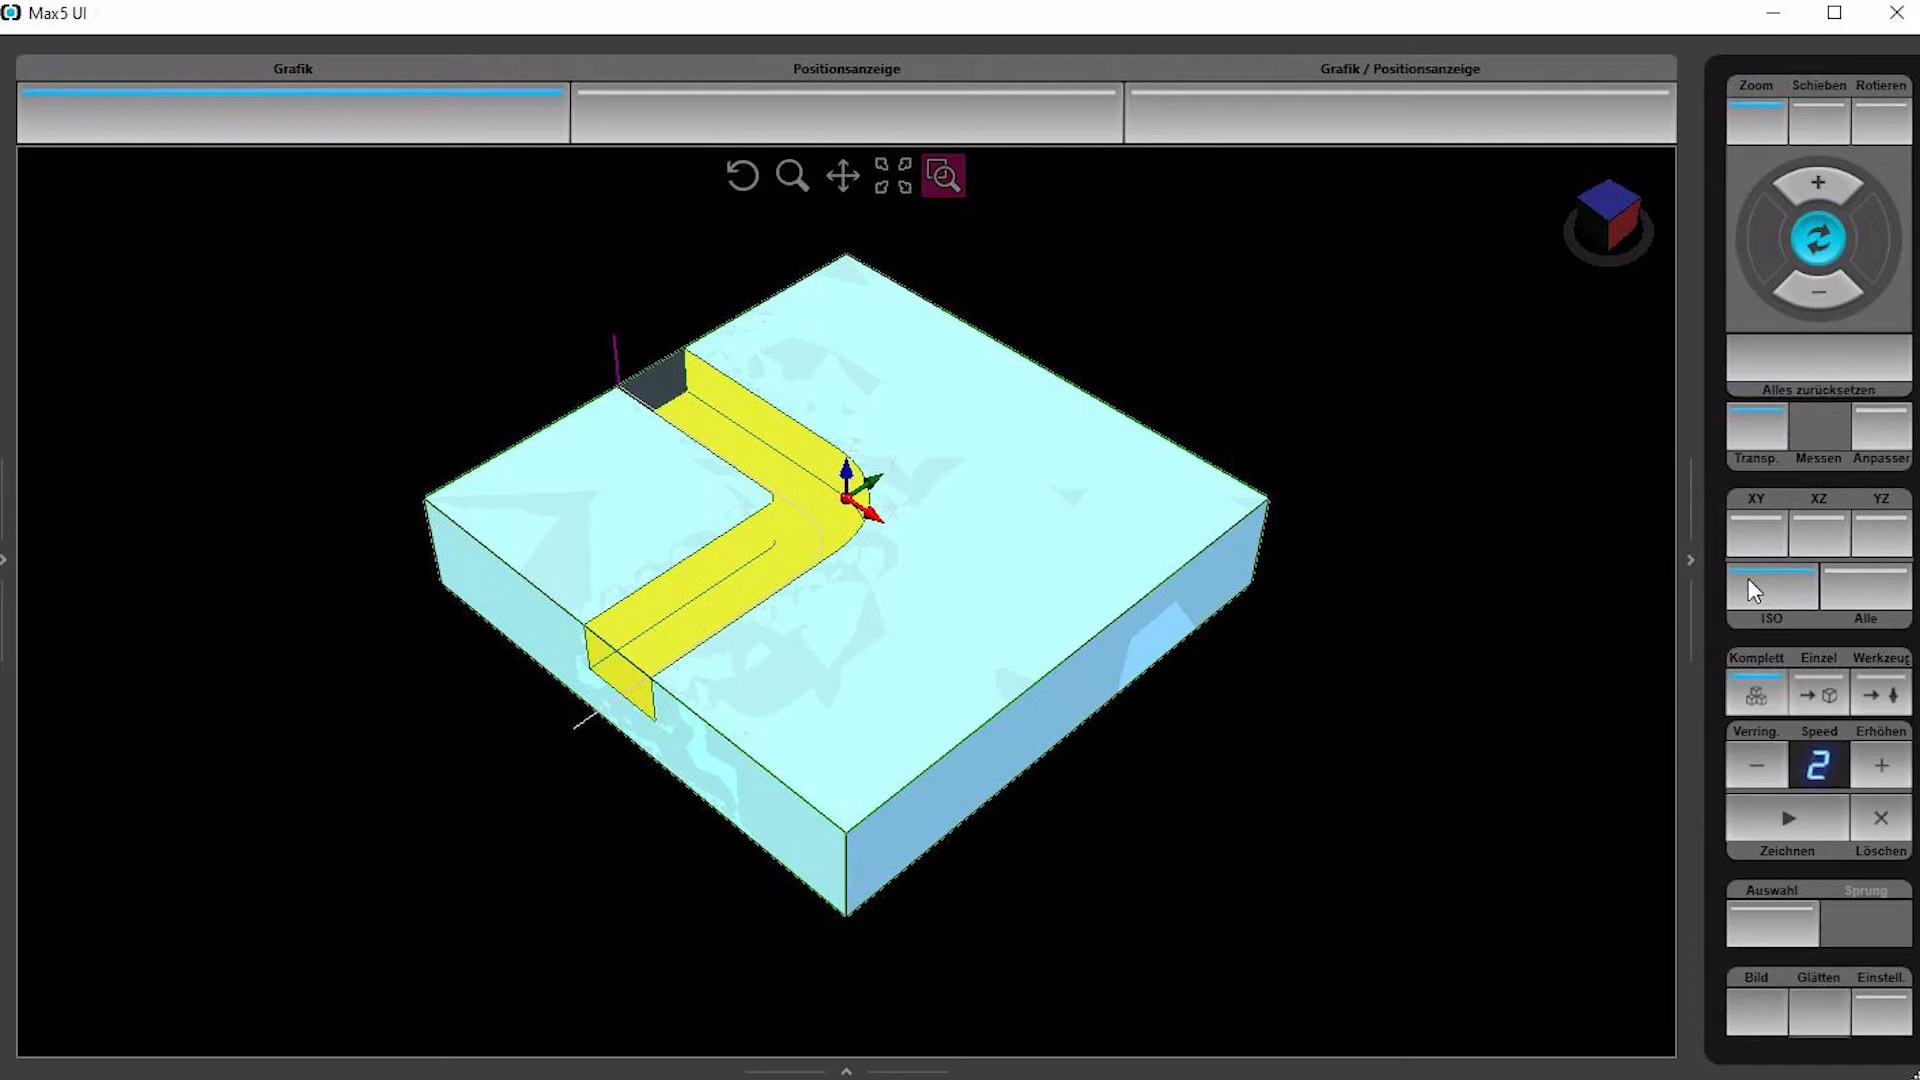 Max5 UI
Grafik
Positionsanzeige
Grafik / Positionsanzeige
Zoom Schieben Rotieren
Alles zurücksetzen
Transp. Messen Anpasser
XY XZ YZ
ISO Alle
Komplett Einzel Werkzeug
Verring. Speed Erhöhen
2
Zeichnen Löschen
Auswahl Sprung
Bild Glätten Einstell.